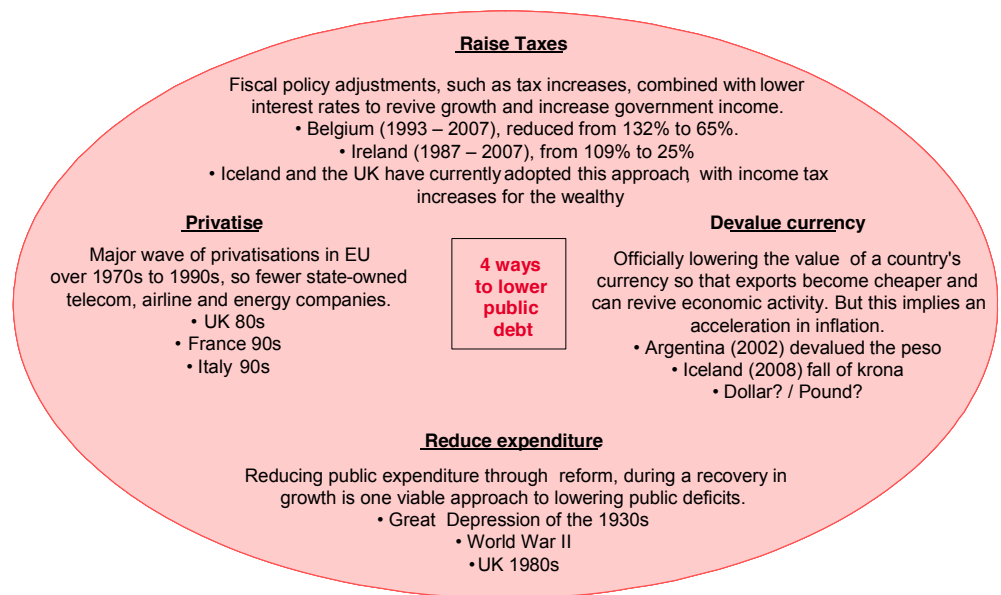 Raise Taxes
Fiscal policy adjustments, such as tax increases, combined with lower
interest rates to revive growth and increase government income.
• Belgium (1993 – 2007), reduced from 132% to 65%.
• Ireland (1987 – 2007), from 109% to 25%
• Iceland and the UK have currently adopted this approach, with income tax
increases for the wealthy
Privatise
Major wave of privatisations in EU
over 1970s to 1990s, so fewer state-owned
telecom, airline and energy companies.
• UK 80s
• France 90s
• Italy 90s
4 ways
to lower
public
debt
Devalue currency
Officially lowering the value of a country's
currency so that exports become cheaper and
can revive economic activity. But this implies an
acceleration in inflation.
• Argentina (2002) devalued the peso
• Iceland (2008) fall of krona
• Dollar? / Pound?
Reduce expenditure
Reducing public expenditure through reform, during a recovery in
growth is one viable approach to lowering public deficits.
• Great Depression of the 1930s
• World War II
• UK 1980s